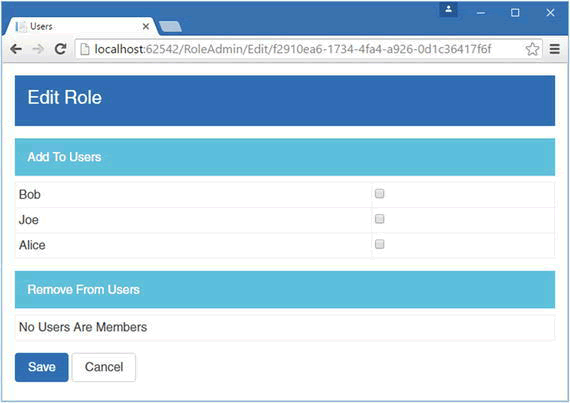 Users
localhost:62542/RoleAdmin/Edit/f2910ea6-1734-4fa4-a926-0d1c36417f6f
Edit Role
Add To Users
Bob
Joe
Alice
Remove From Users
No Users Are Members
Save Cancel